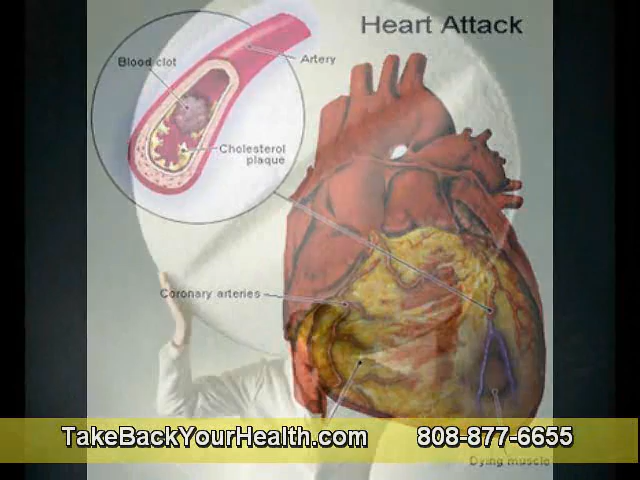 Heart Attack
Blood clot
Artery
Cholesterol
plaque
Coronary arteries
TakeBackYourHealth.com 808-877-6655
Dying muscle